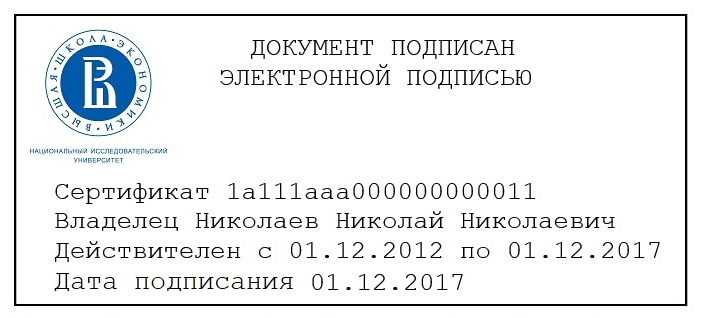 ДОКУМЕНТ ПОДПИСАН
ЭЛЕКТРОННОЙ ПОДПИСЬЮ
ВЫСШАЯ • ШКОЛА • ЭКОНОМИКИ •
НАЦИОНАЛЬНЫЙ ИССЛЕДОВАТЕЛЬСКИЙ
УНИВЕРСИТЕТ
Сертификат 1a111aaa000000000011
Владелец Николаев Николай Николаевич
Действителен с 01.12.2012 по 01.12.2017
Дата подписания 01.12.2017